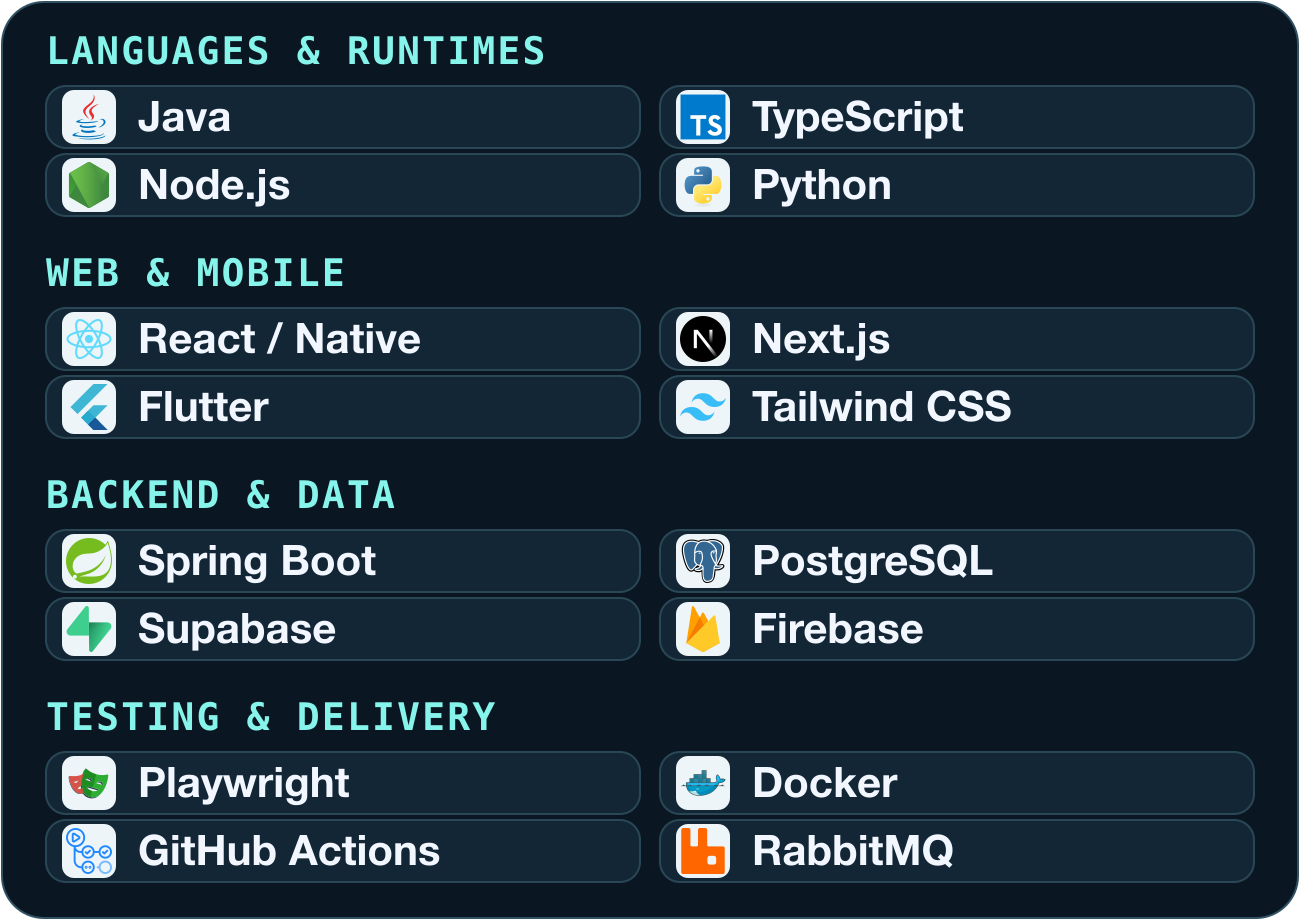 LANGUAGES & RUNTIMES
Java
TS TypeScript
Node.js
Python
WEB & MOBILE
React / Native
N Next.js
Flutter
Tailwind CSS
BACKEND & DATA
Spring Boot
PostgreSQL
Supabase
Firebase
TESTING & DELIVERY
Playwright
Docker
GitHub Actions
RabbitMQ